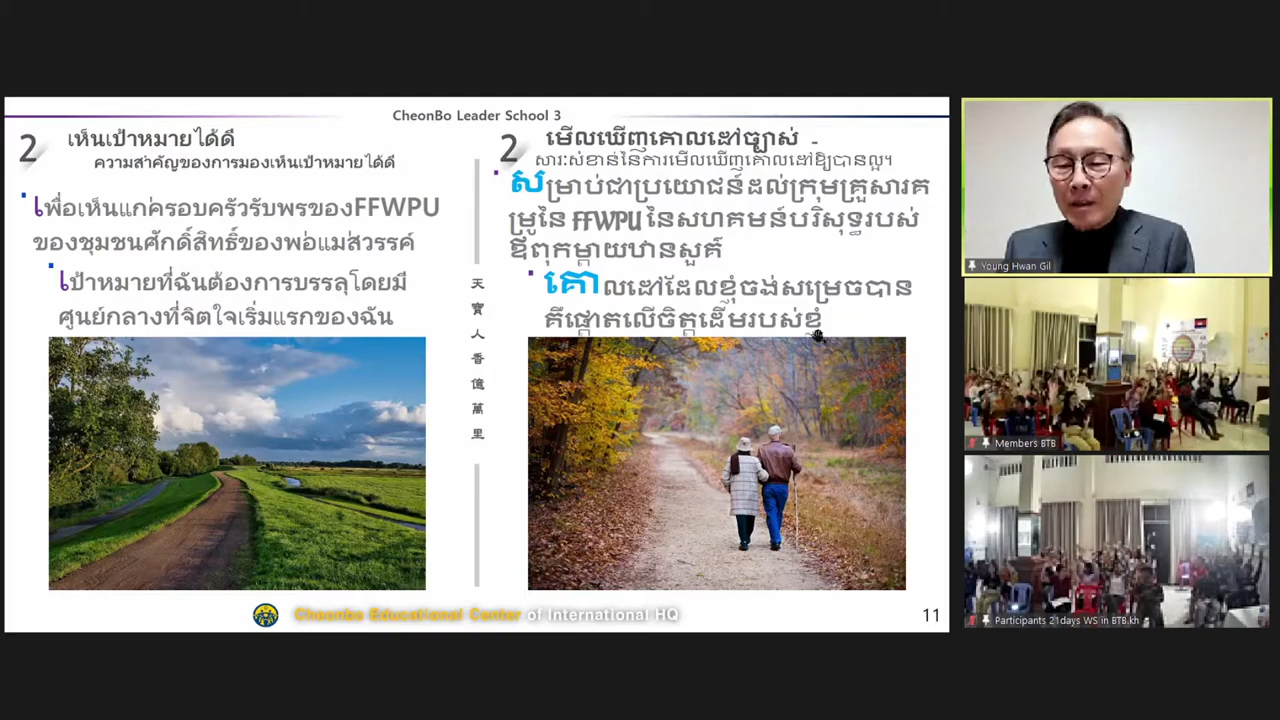 CheonBo Leader School 3
2
เห็นเป้าหมายได้ดี
ความสำคัญของการมองเห็นเป้าหมายได้ดี
เพื่อเห็นแก่ครอบครัวรับพรของFFWPU
ของชุมชนศักดิ์สิทธิ์ของพ่อแม่สวรรค์
เป้าหมายที่ฉันต้องการบรรลุโดยมี
ศูนย์กลางที่จิตใจเริ่มแรกของฉัน
天
寶
人
香
億
萬
里
2
មើលឃើញគោលដៅច្បាស់ -
សារៈសំខាន់នៃការមើលឃើញគោលដៅឱ្យបានល្អ។
សម្រាប់ជាប្រយោជន៍ដល់ក្រុមគ្រួសារគ
ម្រូនៃ FFWPU នៃសហគមន៍បរិសុទ្ធរបស់
ឪពុកម្តាយឋានសួគ៌
គោលដៅដែលខ្ញុំចង់សម្រេចបាន
គឺផ្តោតលើចិត្តដើមរបស់ខ្ញុំ
Cheonbo Educational Center of International HQ
11
Young Hwan Gil
Members BTB
Participants 21days WS in BTB.kh